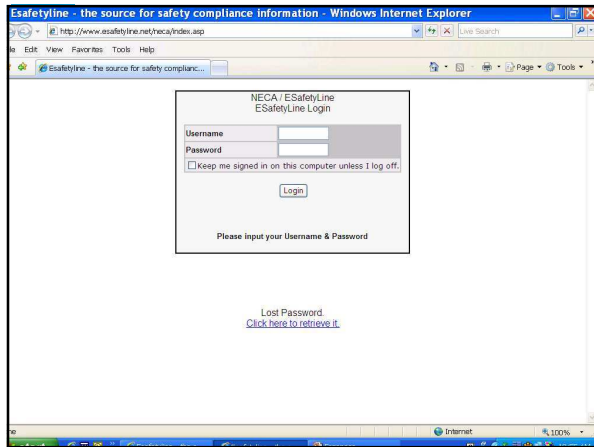 Esafetyline - the source for safety compliance information - Windows Internet Explorer
http://www.esafetyline.net/neca/index.asp
Live Search
Edit View Favorites Tools Help
Esafetyline - the source for safety complianc...
Page Tools
NECA / ESafetyLine
ESafetyLine Login
Username
Password
Keep me signed in on this computer unless I log off.
Login
Please input your Username & Password
Lost Password.
Click here to retrieve it.
Internet 100%